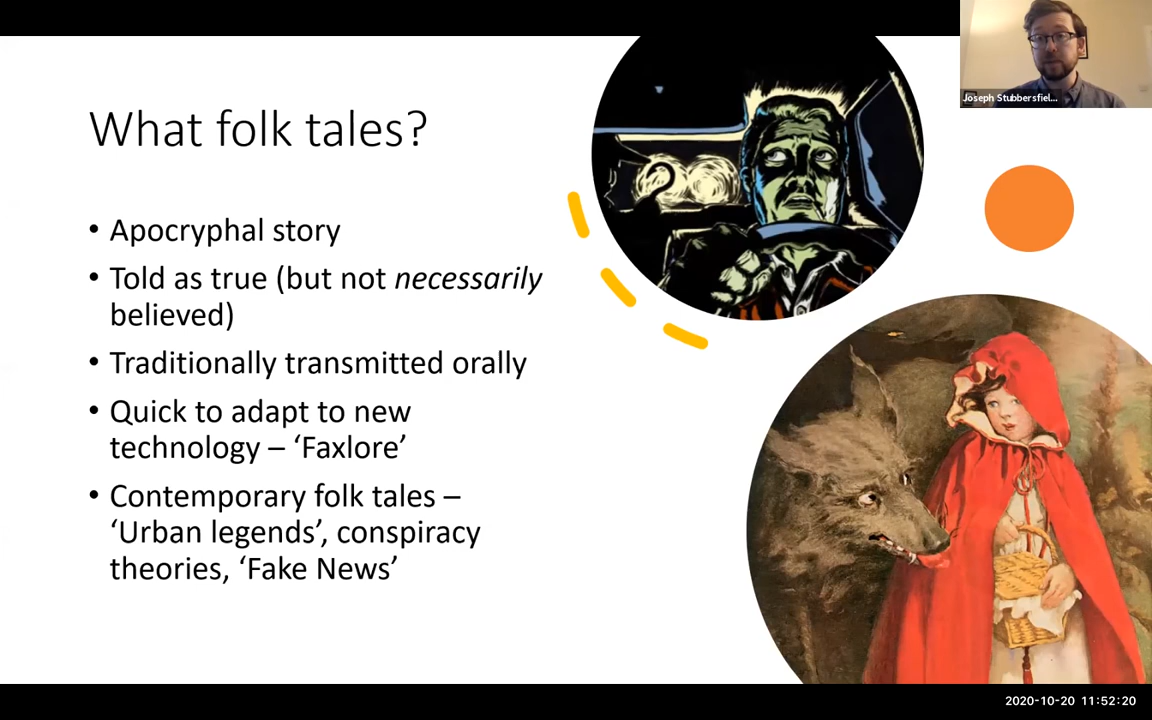 Joseph Stubbersfiel...
What folk tales?
• Apocryphal story
• Told as true (but not necessarily
believed)
• Traditionally transmitted orally
• Quick to adapt to new
technology – ‘Faxlore’
• Contemporary folk tales –
‘Urban legends’, conspiracy
theories, ‘Fake News’
2020-10-20 11:52:20